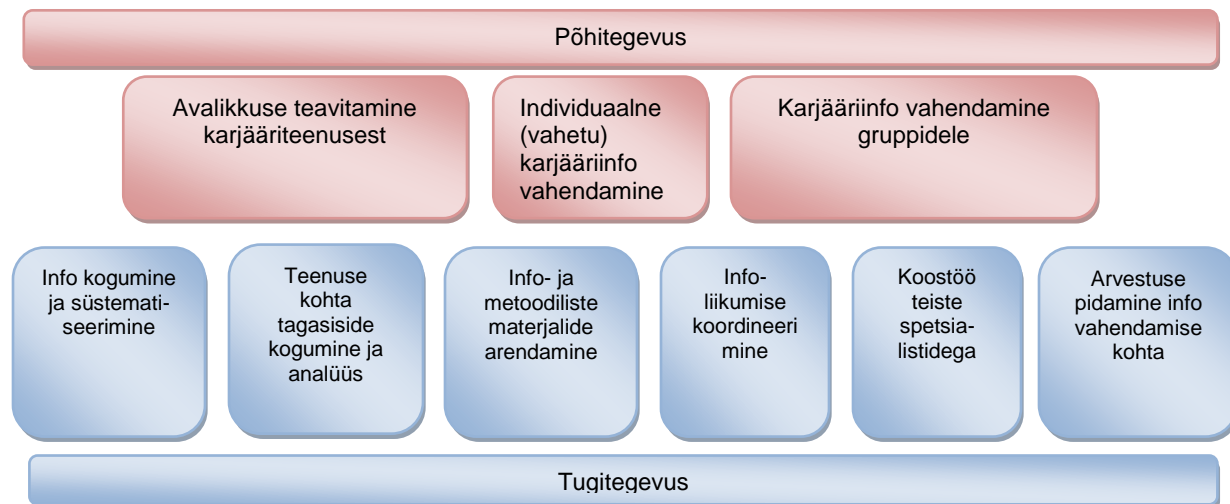 Põhitegevus
Avalikkuse teavitamine
karjääriteenusest
Individuaalne
(vahetu)
karjääriinfo
vahendamine
Karjääriinfo vahendamine
gruppidele
Info kogumine
ja süstemati-
seerimine
Teenuse
kohta
tagasiside
kogumine ja
analüüs
Info- ja
metoodiliste
materjalide
arendamine
Info-
liikumise
koordineeri
mine
Koostöö
teiste
spetsia-
listidega
Arvestuse
pidamine info
vahendamise
kohta
Tugitegevus